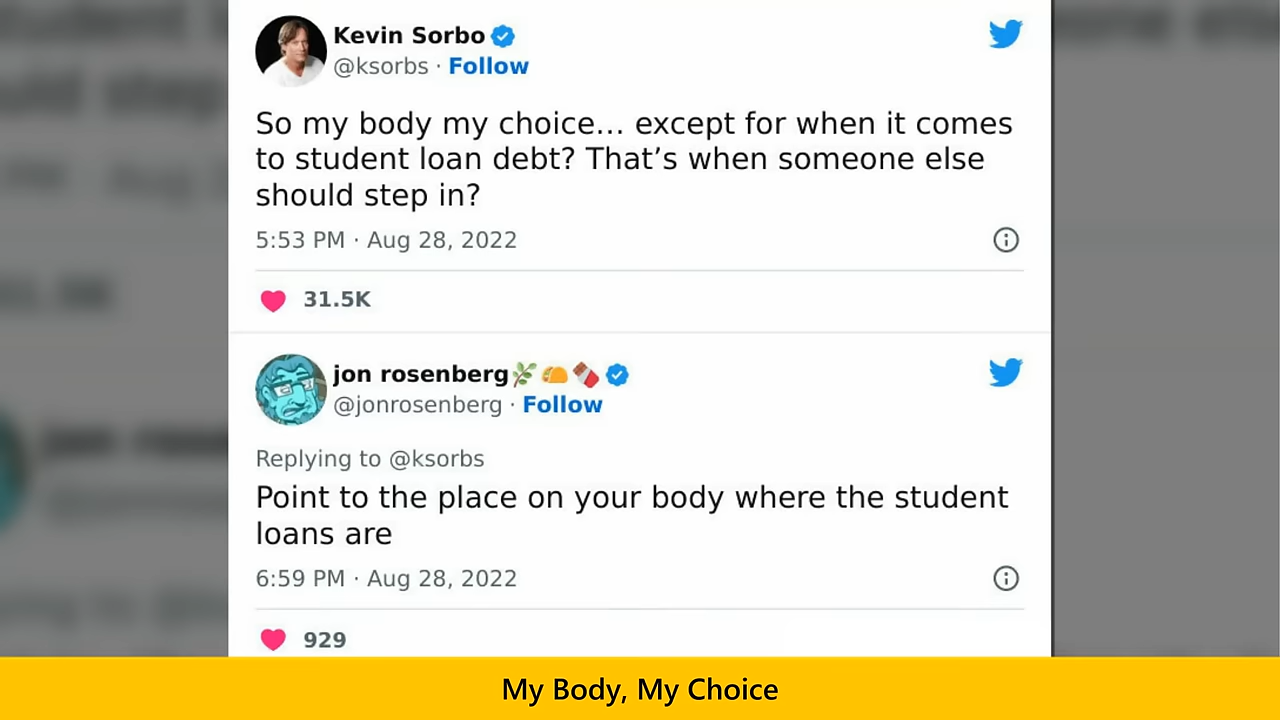 Kevin Sorbo
@ksorbs · Follow
So my body my choice... except for when it comes
to student loan debt? That’s when someone else
should step in?
5:53 PM · Aug 28, 2022
31.5K
jon rosenberg🌿🌮🍫
@jonrosenberg · Follow
Replying to @ksorbs
Point to the place on your body where the student
loans are
6:59 PM · Aug 28, 2022
929
My Body, My Choice